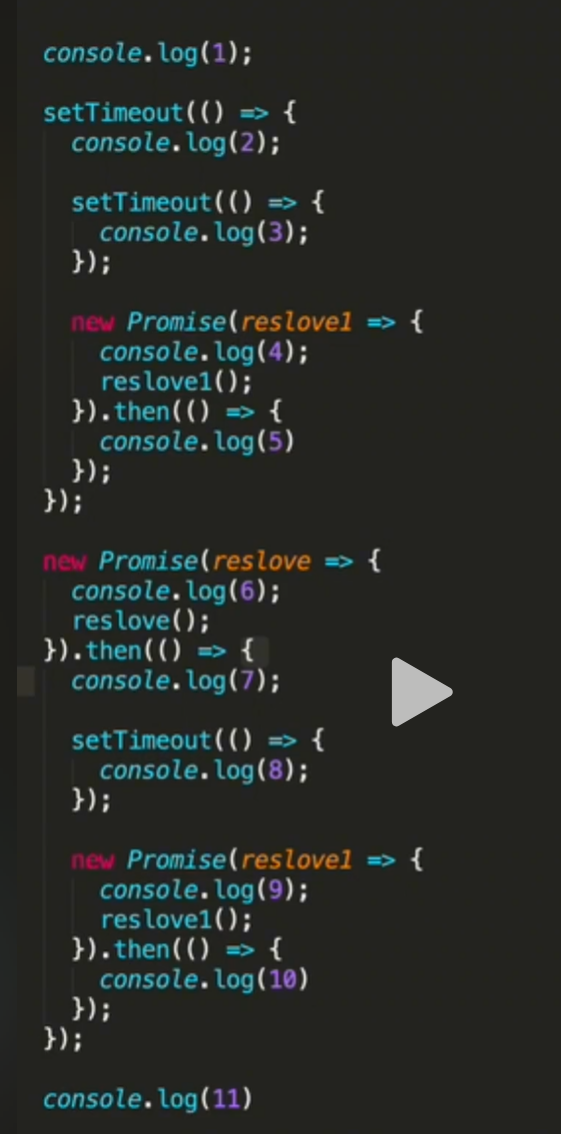 console.log(1);
setTimeout(() => {
console.log(2);
setTimeout(() => {
console.log(3);
});
new Promise(reslove1 => {
console.log(4);
reslove1();
}).then(() => {
console.log(5)
});
});
new Promise(reslove => {
console.log(6);
reslove();
}).then(() => {
console.log(7);
setTimeout(() => {
console.log(8);
});
new Promise(reslove1 => {
console.log(9);
reslove1();
}).then(() => {
console.log(10)
});
});
console.log(11)